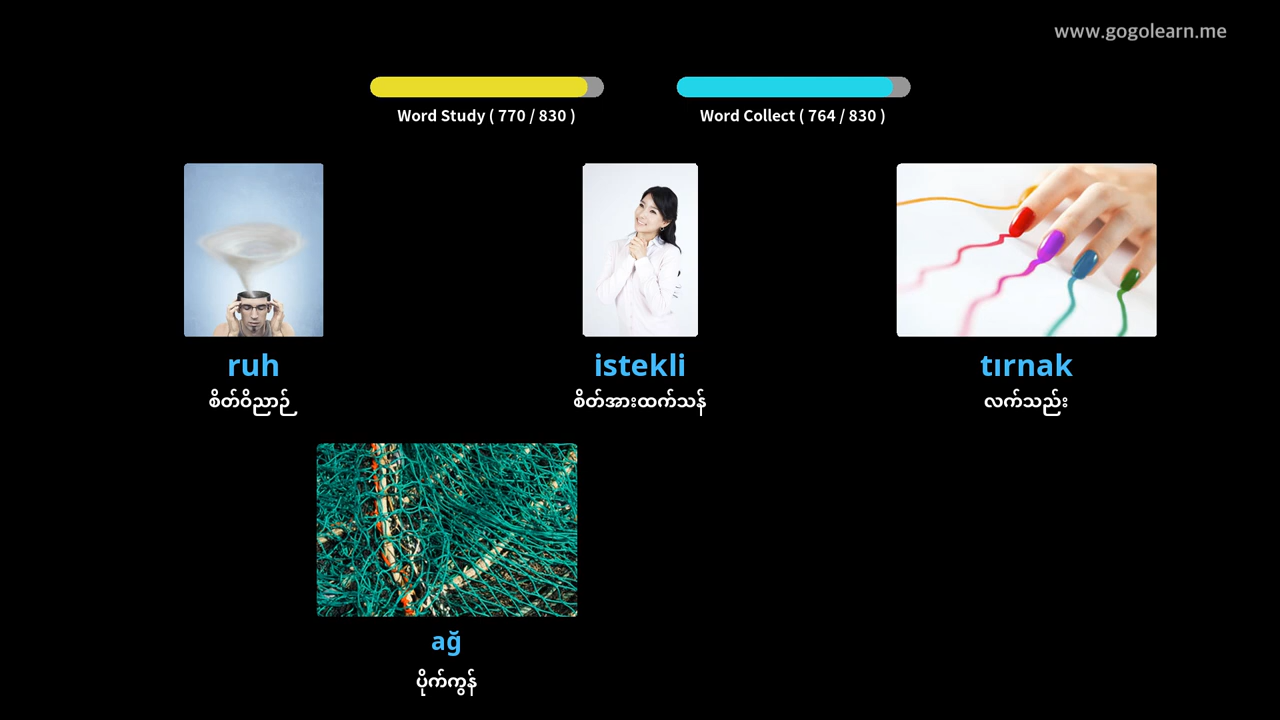 www.gogolearn.me
Word Study ( 770 / 830 )
Word Collect ( 764 / 830 )
ruh
စိတ်ဝိညာဉ်
istekli
စိတ်အားထက်သန်
tırnak
လက်သည်း
ağ
ပိုက်ကွန်